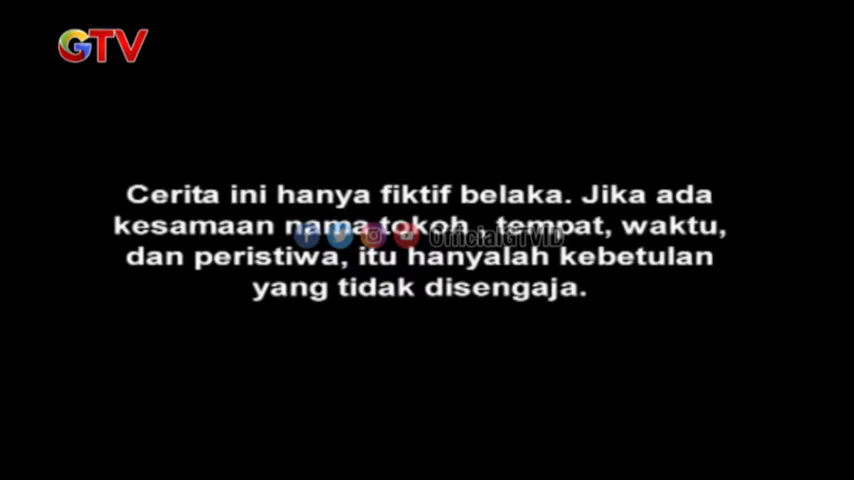 GTV
Cerita ini hanya fiktif belaka. Jika ada
kesamaan nama tokoh , tempat, waktu,
OfficialGTVID
dan peristiwa, itu hanyalah kebetulan
yang tidak disengaja.